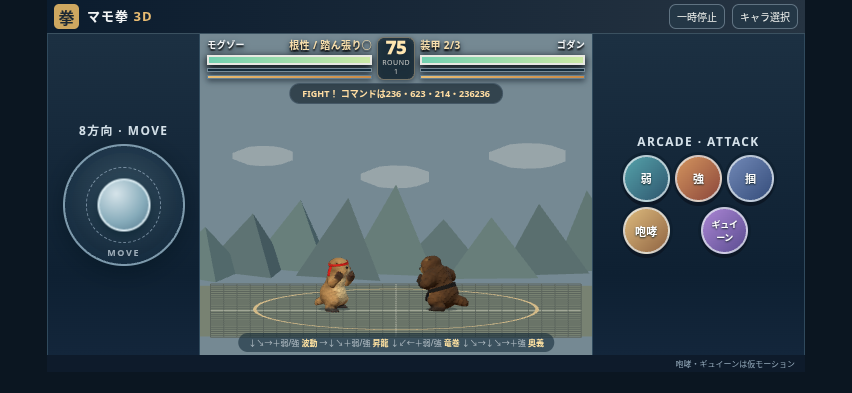 拳 マモ拳 3D
一時停止 キャラ選択
モグゾー 根性 / 踏ん張り〇
75
ROUND
1
装甲 2/3 ゴダン
FIGHT！ コマンドは236・623・214・236236
8方向 · MOVE
MOVE
ARCADE · ATTACK
弱 強 掴
咆哮 ギュイ
ーン
↓↘→+弱/強 波動 →↓↘+弱/強 昇龍 ↓↙←+弱/強 竜巻 ↓↘→↓↘→+強 奥義
咆哮・ギュイーンは仮モーション